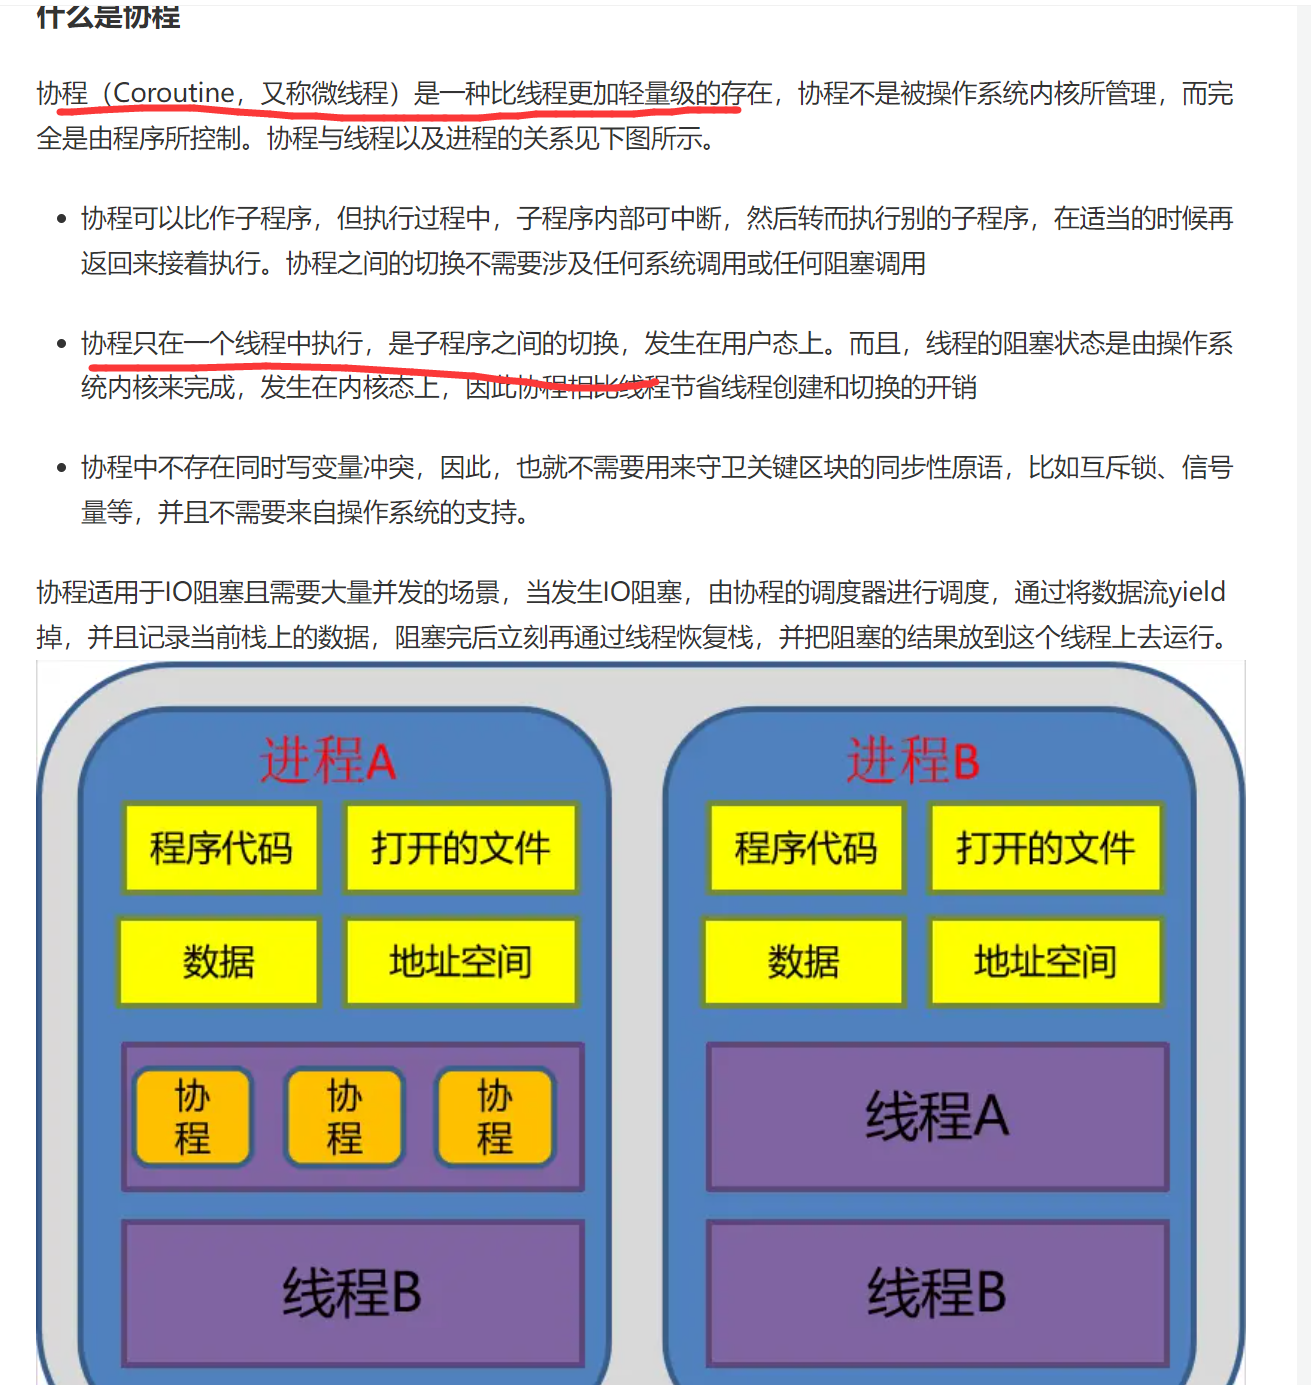 什么是协程
协程（Coroutine，又称微线程）是一种比线程更加轻量级的存在，协程不是被操作系统内核所管理，而完
全是由程序所控制。协程与线程以及进程的关系见下图所示。
协程可以比作子程序，但执行过程中，子程序内部可中断，然后转而执行别的子程序，在适当的时候再
返回来接着执行。协程之间的切换不需要涉及任何系统调用或任何阻塞调用
协程只在一个线程中执行，是子程序之间的切换，发生在用户态上。而且，线程的阻塞状态是由操作系
统内核来完成，发生在内核态上，因此协程相比线程节省线程创建和切换的开销
协程中不存在同时写变量冲突，因此，也就不需要用来守卫关键区块的同步性原语，比如互斥锁、信号
量等，并且不需要来自操作系统的支持。
协程适用于IO阻塞且需要大量并发的场景，当发生IO阻塞，由协程的调度器进行调度，通过将数据流yield
掉，并且记录当前栈上的数据，阻塞完后立刻再通过线程恢复栈，并把阻塞的结果放到这个线程上去运行。
进程A
程序代码
打开的文件
数据
地址空间
协
程
协
程
协
程
线程B
进程B
程序代码
打开的文件
数据
地址空间
线程A
线程B